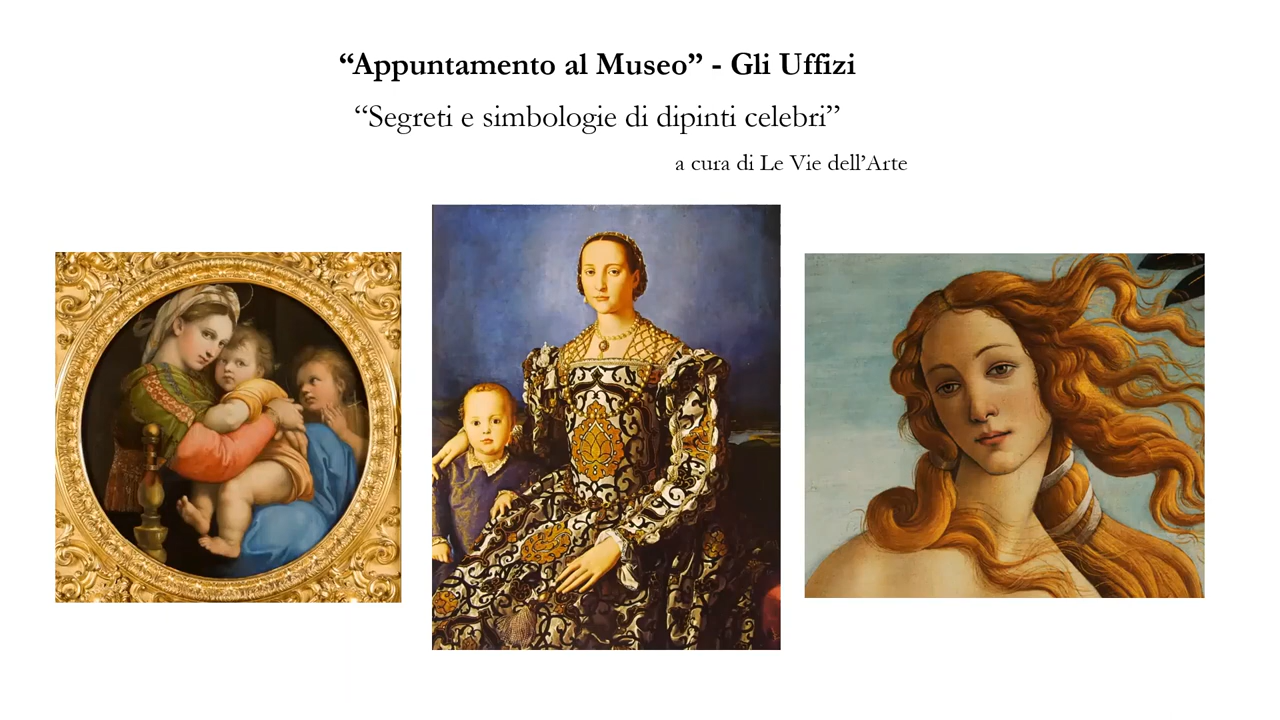 “Appuntamento al Museo” - Gli Uffizi
“Segreti e simbologie di dipinti celebri”
a cura di Le Vie dell’Arte